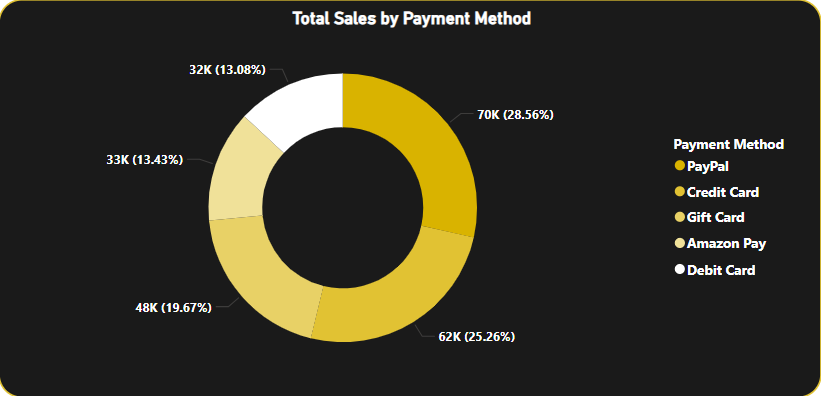 Total Sales by Payment Method
32K (13.08%)
70K (28.56%)
33K (13.43%)
48K (19.67%)
62K (25.26%)
Payment Method
PayPal
Credit Card
Gift Card
Amazon Pay
Debit Card